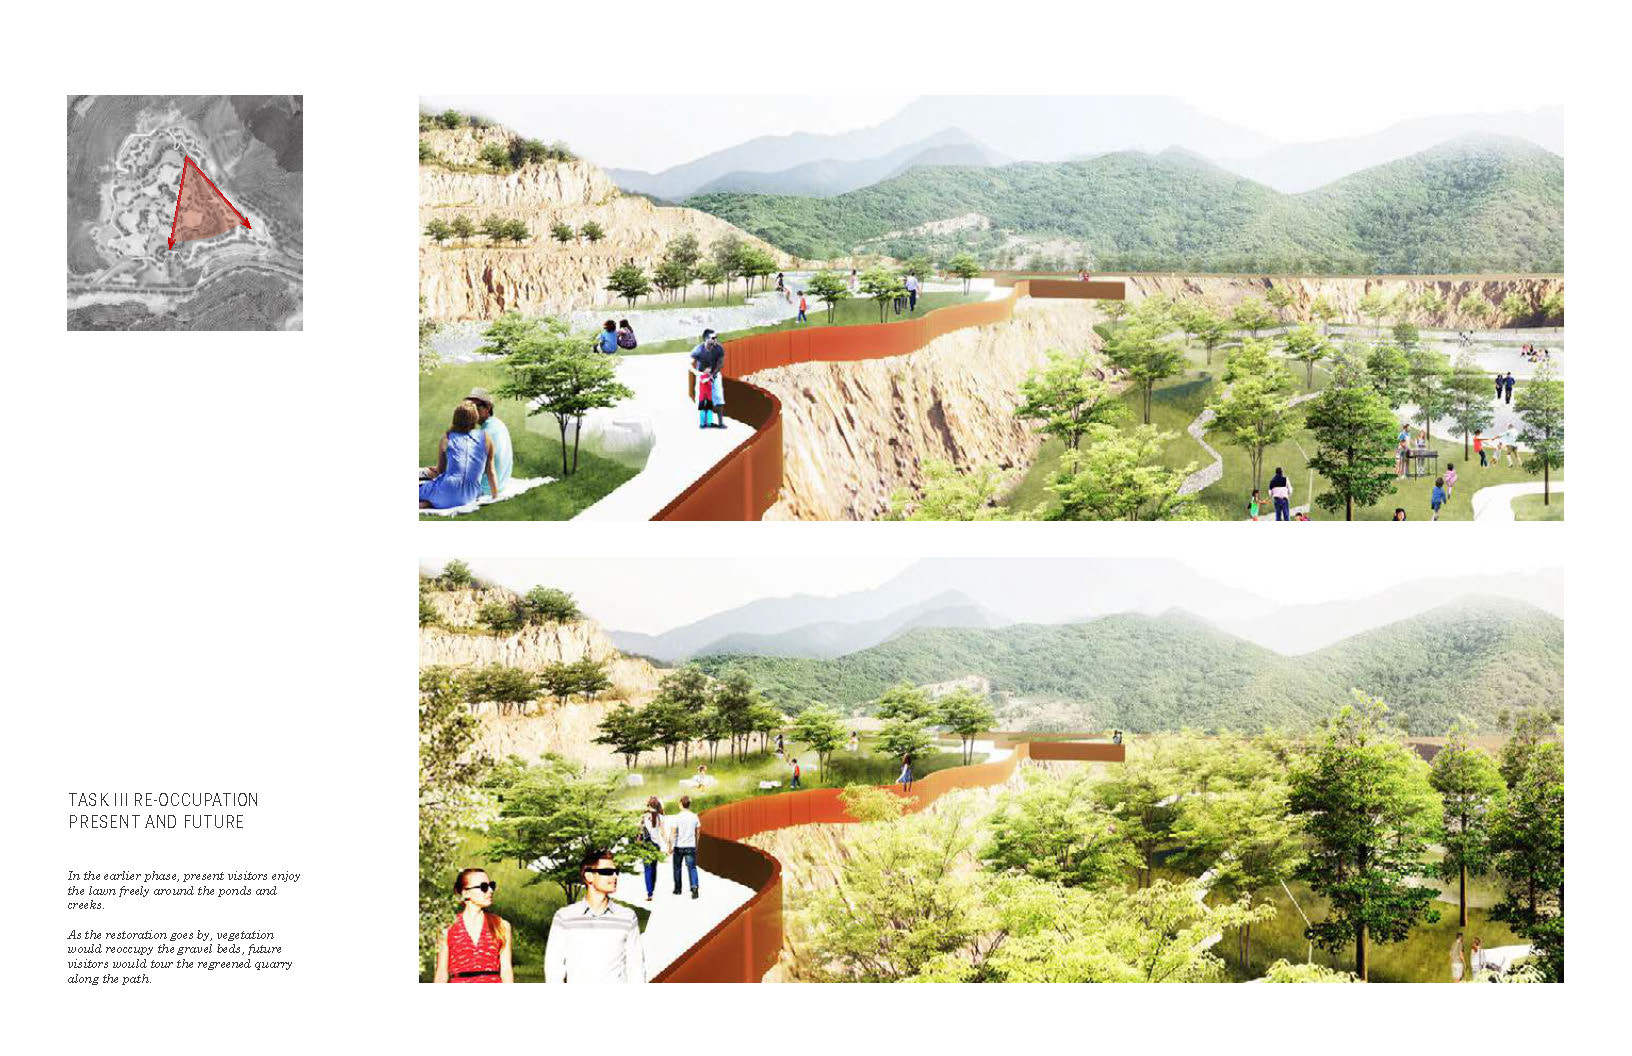 TASK III RE-OCCUPATION
PRESENT AND FUTURE
In the earlier phase, present visitors enjoy
the lawn freely around the ponds and
creeks.
As the restoration goes by, vegetation
would reoccupy the gravel beds, future
visitors would tour the regreened quarry
along the path.